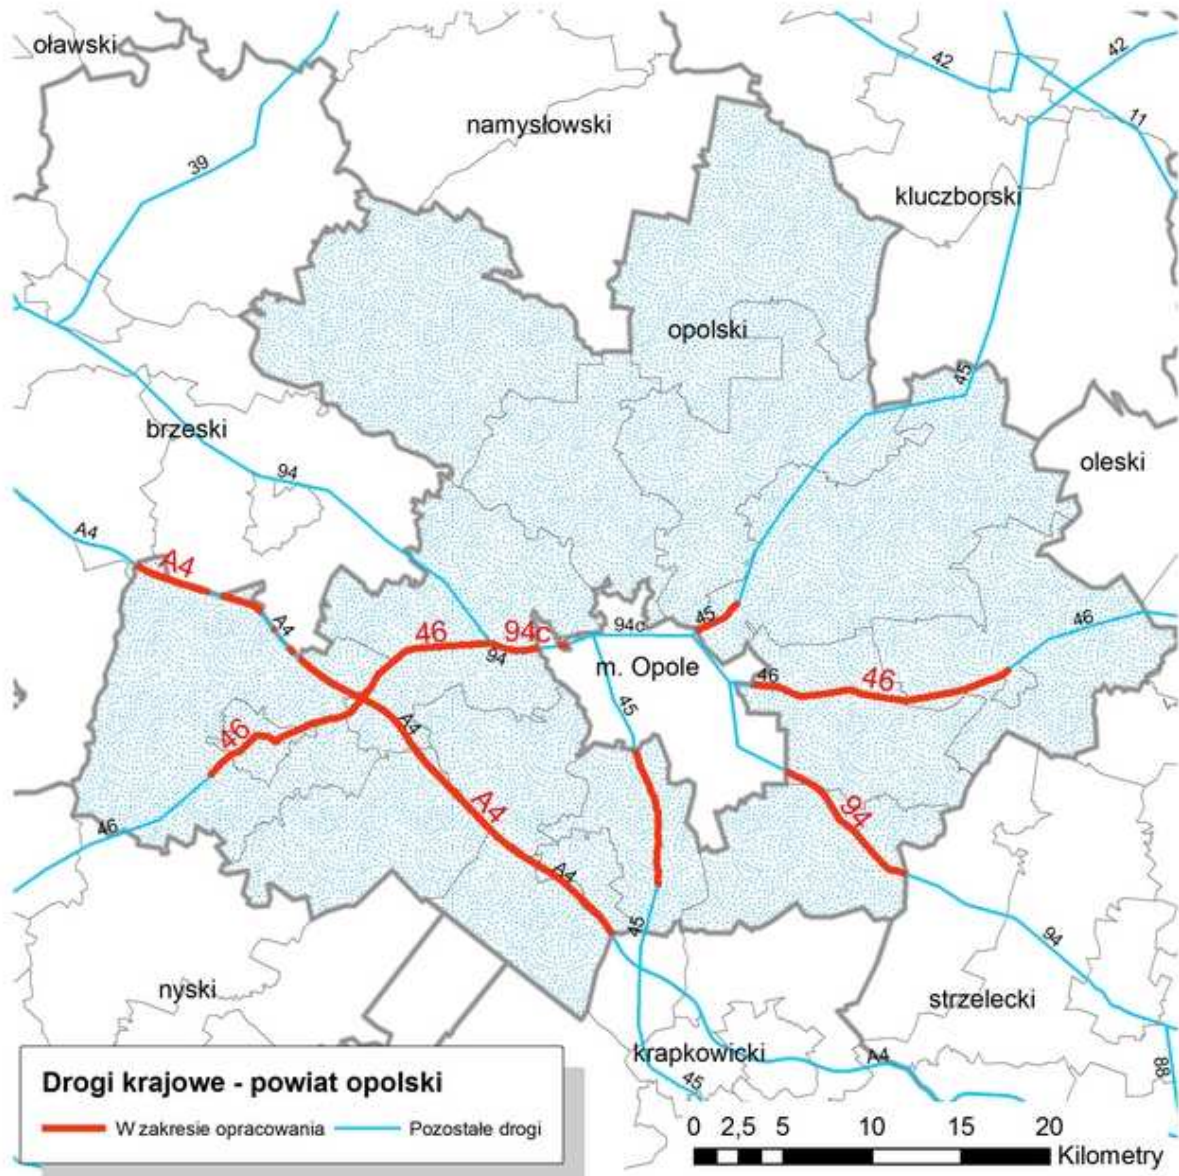 oławski
42
42
namysłowski
11
39
kluczborski
opolski
45
brzeski
oleski
94
A4
A4
45
46
A4
46
94c
94c
94
m. Opole
46
46
45
46
A4
A4
94
46
A4
45
94
nyski
strzelecki
krapkowicki
A4
45
88
Drogi krajowe - powiat opolski
W zakresie opracowania
Pozostałe drogi
0 2,5 5 10 15 20
Kilometry